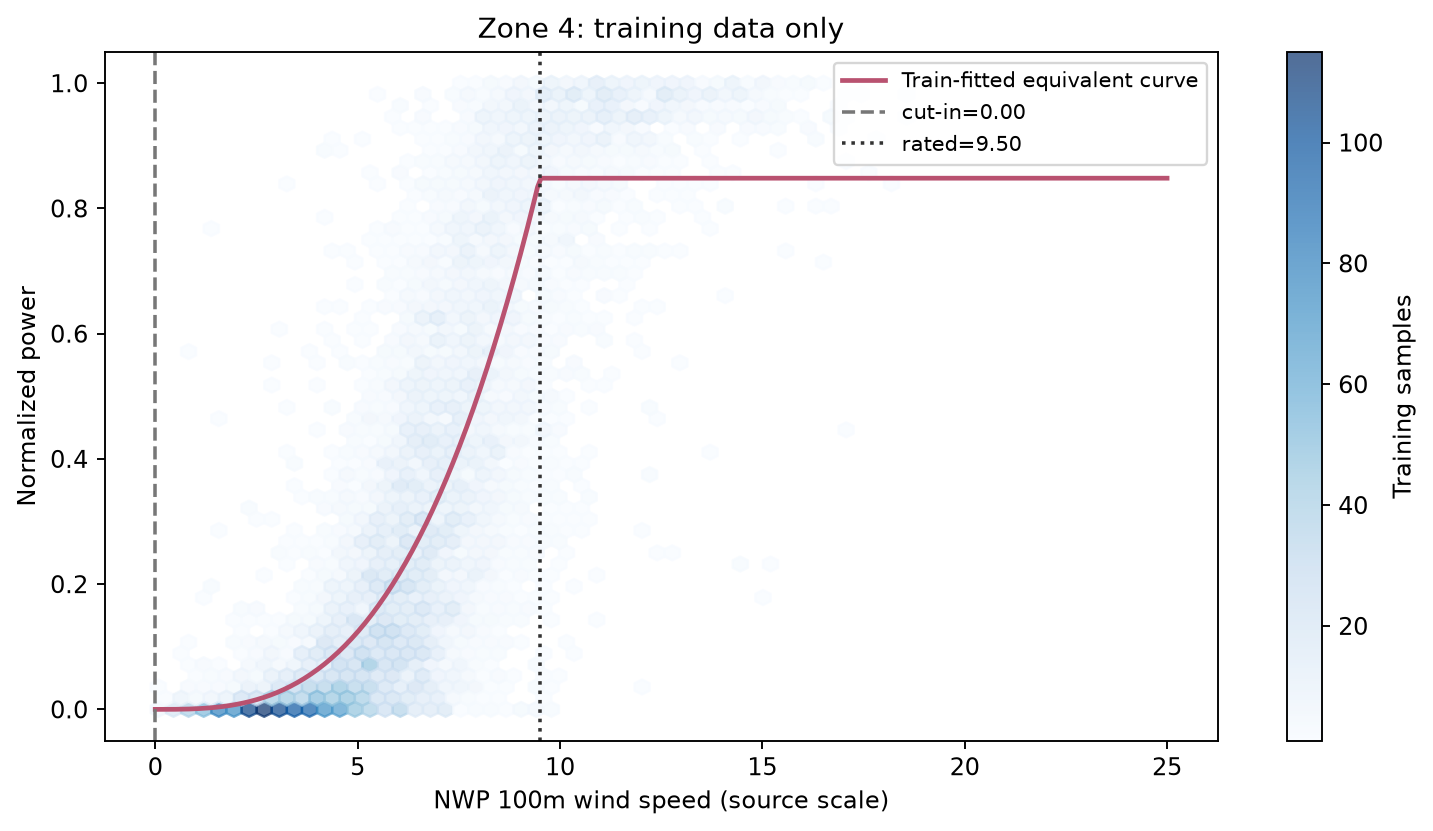 Zone 4: training data only
Train-fitted equivalent curve
cut-in=0.00
rated=9.50
1.0
0.8
0.6
0.4
0.2
0.0
Normalized power
0
5
10
15
20
25
NWP 100m wind speed (source scale)
100
80
60
40
20
Training samples